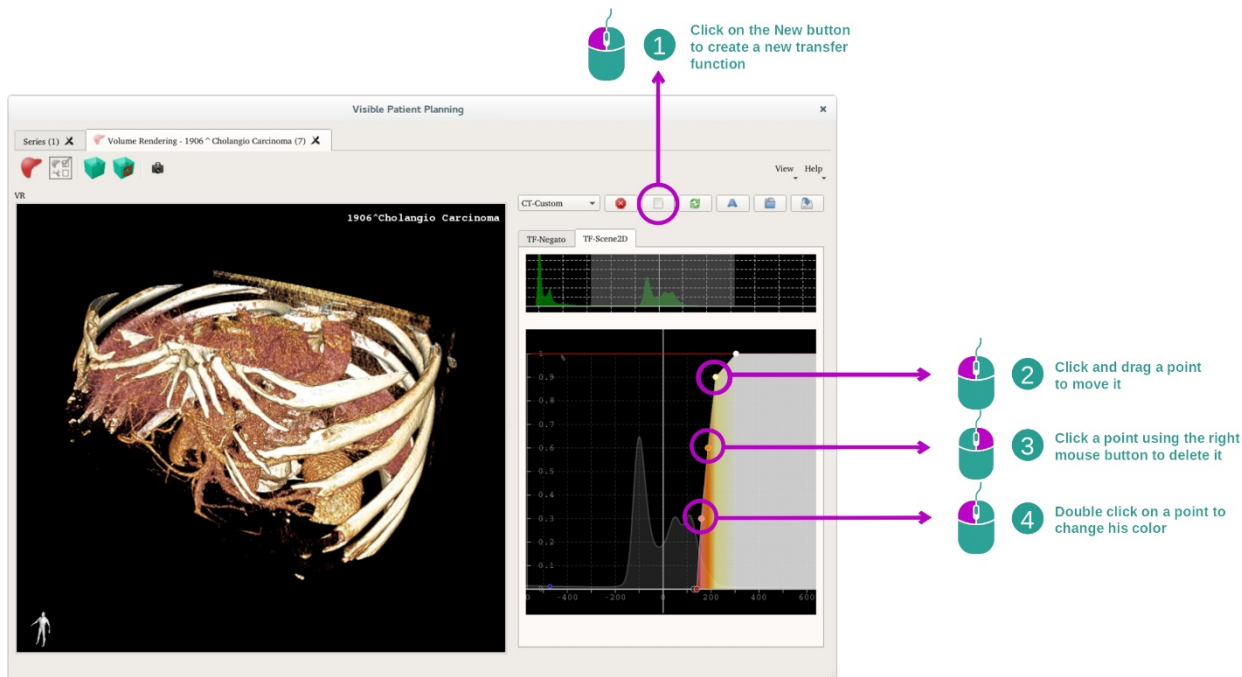 1
Click on the New button
to create a new transfer
function
Visible Patient Planning
Series (1)
Volume Rendering - 1906 ^ Cholangio Carcinoma (7)
View Help
VR
1906^Cholangio Carcinoma
CT-Custom
TF-Negato TF-Scene2D
1
0.9
0.8
0.7
0.6
0.5
0.4
0.3
0.2
0.1
0
-400 -200 0 200 400 600
2
Click and drag a point
to move it
3
Click a point using the right
mouse button to delete it
4
Double click on a point to
change his color